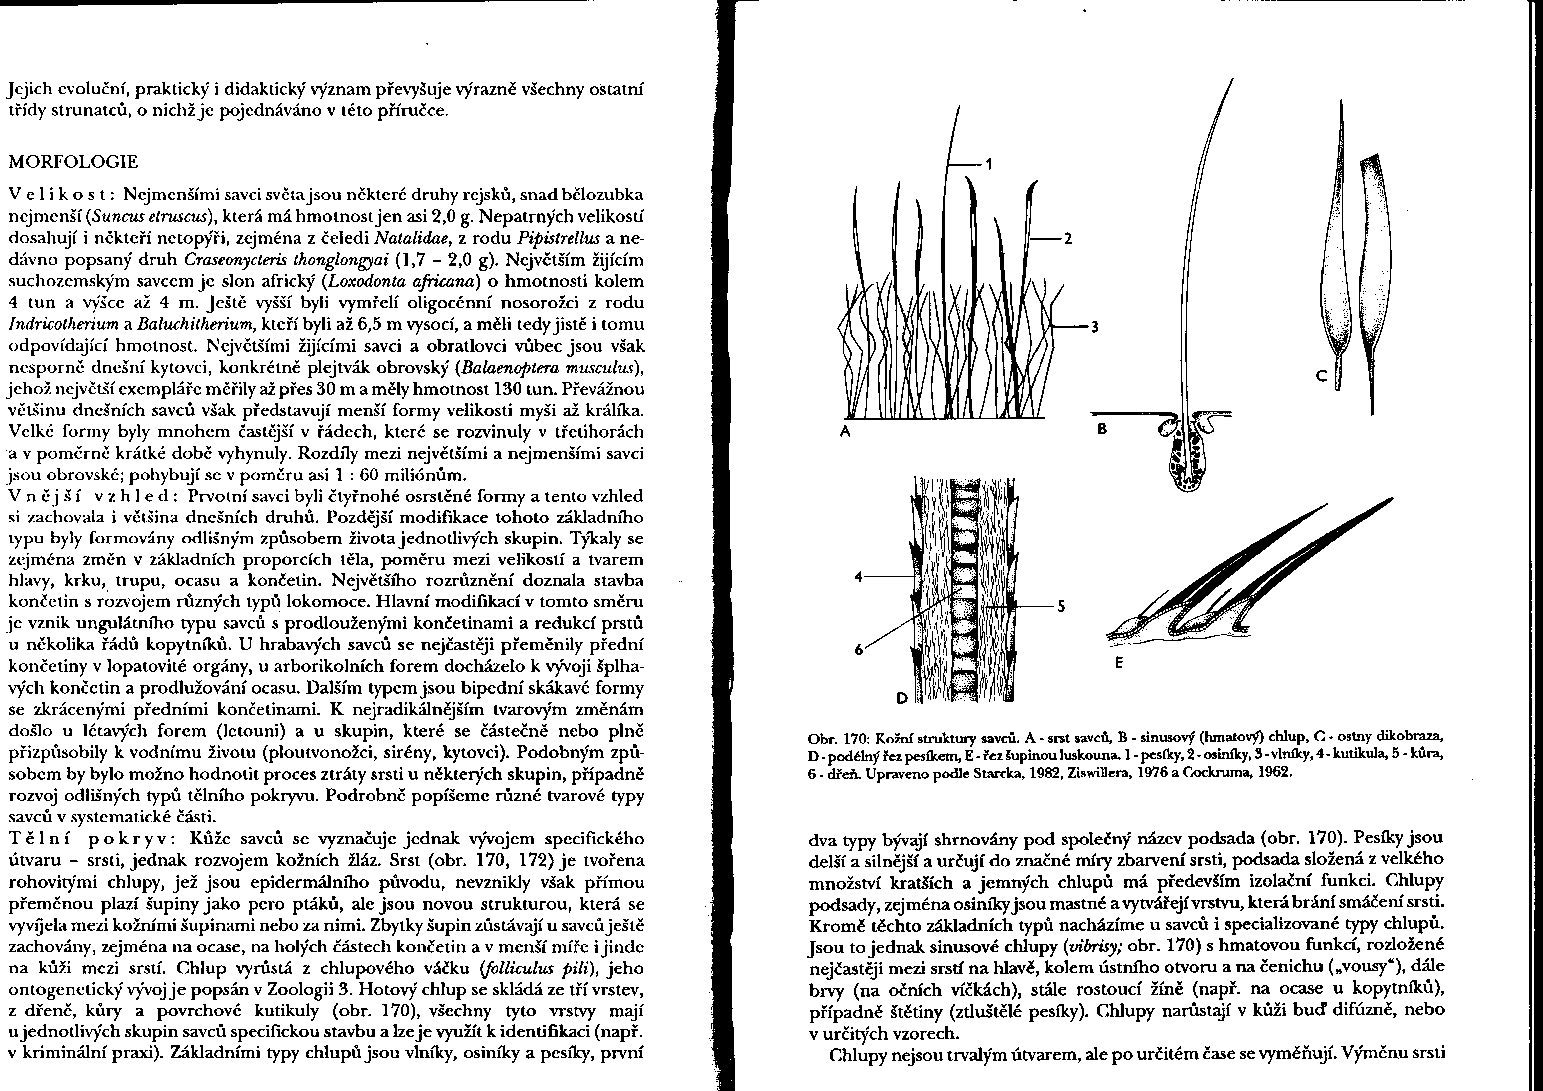 Jejich evoluční, praktický i didaktický význam převyšuje výrazně všechny ostatní
třídy strunatců, o nichž je pojednáváno v této příručce.
MORFOLOGIE
Velikost: Nejmenšími savci světa jsou některé druhy rejsků, snad bělozubka
nejmenší (Suncus etruscus), která má hmotnost jen asi 2,0 g. Nepatrných velikostí
dosahují i někteří netopýři, zejména z čeledi Natalidae, z rodu Pipistrellus a ne-
dávno popsaný druh Craseonycteris thonglongyai (1,7 – 2,0 g). Největším žijícím
suchozemským savcem je slon africký (Loxodonta africana) o hmotnosti kolem
4 tun a výšce až 4 m. Ještě vyšší byli vymřelí oligocénní nosorožci z rodu
Indricotherium a Baluchitherium, kteří byli až 6,5 m vysocí, a měli tedy jistě i tomu
odpovídající hmotnost. Největšími žijícími savci a obratlovci vůbec jsou však
nesporně dnešní kytovci, konkrétně plejtvák obrovský (Balaenoptera musculus),
jehož největší exempláře měřily až přes 30 m a měly hmotnost 130 tun. Převážnou
většinu dnešních savců však představují menší formy velikosti myši až králíka.
Velké formy byly mnohem častější v řádech, které se rozvinuly v třetihorách
a v poměrně krátké době vyhynuly. Rozdíly mezi největšími a nejmenšími savci
jsou obrovské; pohybují se v poměru asi 1 : 60 miliónům.
Vnější vzhled: Prvotní savci byli čtyřnohé osrstěné formy a tento vzhled
si zachovala i většina dnešních druhů. Pozdější modifikace tohoto základního
typu byly formovány odlišným způsobem života jednotlivých skupin. Týkaly se
zejména změn v základních proporcích těla, poměru mezi velikostí a tvarem
hlavy, krku, trupu, ocasu a končetin. Největšího rozrůznění doznala stavba
končetin s rozvojem různých typů lokomoce. Hlavní modifikací v tomto směru
je vznik ungulátního typu savců s prodlouženými končetinami a redukcí prstů
u několika řádů kopytníků. U hrabavých savců se nejčastěji přeměnily přední
končetiny v lopatovité orgány, u arborikolních forem docházelo k vývoji šplha-
vých končetin a prodlužování ocasu. Dalším typem jsou bipední skákavé formy
se zkrácenými předními končetinami. K nejradikálnějším tvarovým změnám
došlo u létavých forem (letouni) a u skupin, které se částečně nebo plně
přizpůsobily k vodnímu životu (ploutvonožci, sirény, kytovci). Podobným způ-
sobem by bylo možno hodnotit proces ztráty srsti u některých skupin, případně
rozvoj odlišných typů tělního pokryvu. Podrobně popíšeme různé tvarové typy
savců v systematické části.
Tělní pokryv: Kůže savců se vyznačuje jednak vývojem specifického
útvaru – srsti, jednak rozvojem kožních žláz. Srst (obr. 170, 172) je tvořena
rohovitými chlupy, jež jsou epidermálního původu, nevznikly však přímou
přeměnou plazí šupiny jako pero ptáků, ale jsou novou strukturou, která se
vyvíjela mezi kožními šupinami nebo za nimi. Zbytky šupin zůstávají u savců ještě
zachovány, zejména na ocase, na holých částech končetin a v menší míře i jinde
na kůži mezi srstí. Chlup vyrůstá z chlupového váčku (folliculus pili), jeho
ontogenetický vývoj je popsán v Zoologii 3. Hotový chlup se skládá ze tří vrstev,
z dřeně, kůry a povrchové kutikuly (obr. 170), všechny tyto vrstvy mají
u jednotlivých skupin savců specifickou stavbu a lze je využít k identifikaci (např.
v kriminální praxi). Základními typy chlupů jsou vlníky, osiníky a pesíky, první
1
2
3
A
B
C
4
5
6
D
E
Obr. 170: Kožní struktury savců. A - srst savců, B - sinusový (hmatový) chlup, C - ostny dikobraza,
D - podélný řez pesíkem, E - řez šupinou luskouna. 1 - pesíky, 2 - osiníky, 3 - vlníky, 4 - kutikula, 5 - kůra,
6 - dřeň. Upraveno podle Starcka, 1982, Ziswillera, 1976 a Cockruma, 1962.
dva typy bývají shrnovány pod společný název podsada (obr. 170). Pesíky jsou
delší a silnější a určují do značné míry zbarvení srsti, podsada složená z velkého
množství kratších a jemných chlupů má především izolační funkci. Chlupy
podsady, zejména osiníky jsou mastné a vytvářejí vrstvu, která brání smáčení srsti.
Kromě těchto základních typů nacházíme u savců i specializované typy chlupů.
Jsou to jednak sinusové chlupy (vibrisy; obr. 170) s hmatovou funkcí, rozložené
nejčastěji mezi srstí na hlavě, kolem ústního otvoru a na čenichu („vousy“), dále
brvy (na očních víčkách), stále rostoucí žíně (např. na ocase u kopytníků),
případně štětiny (ztluštělé pesíky). Chlupy narůstají v kůži buď difúzně, nebo
v určitých vzorech.
Chlupy nejsou trvalým útvarem, ale po určitém čase se vyměňují. Výměnu srsti